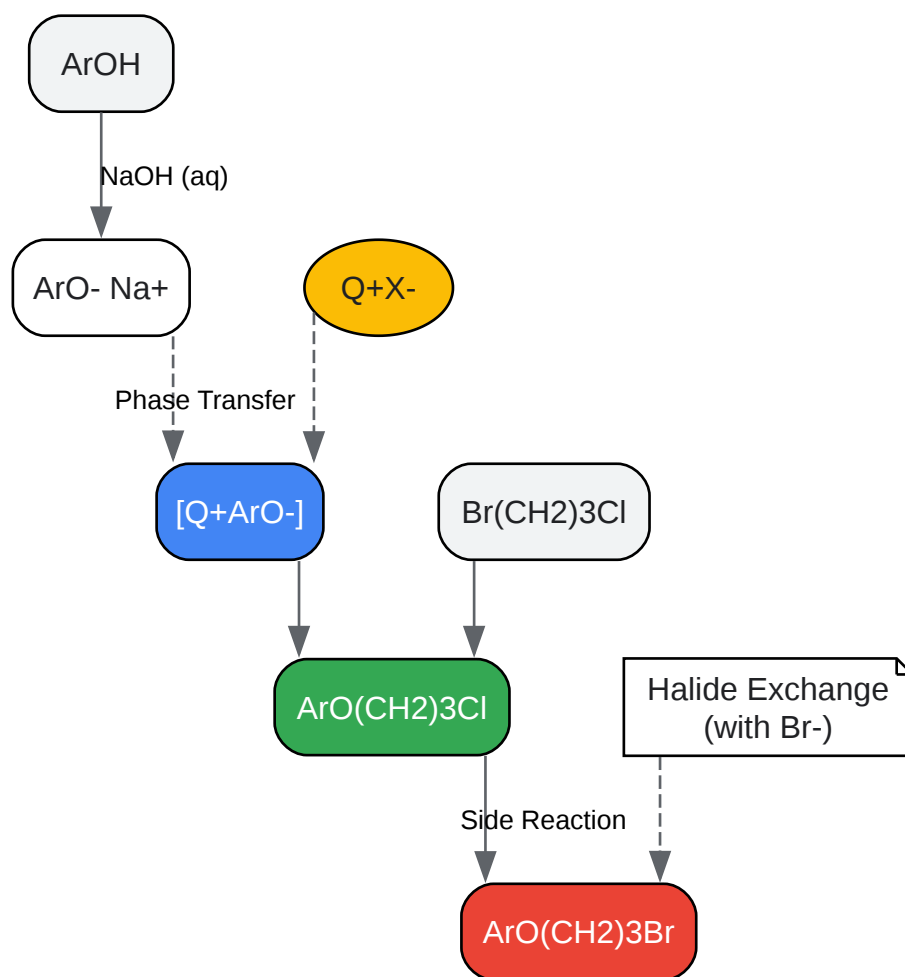 ArOH
NaOH (aq)
ArO- Na+
Q+X-
Phase Transfer
[Q+ArO-]
Br(CH2)3Cl
ArO(CH2)3Cl
Halide Exchange
(with Br-)
Side Reaction
ArO(CH2)3Br